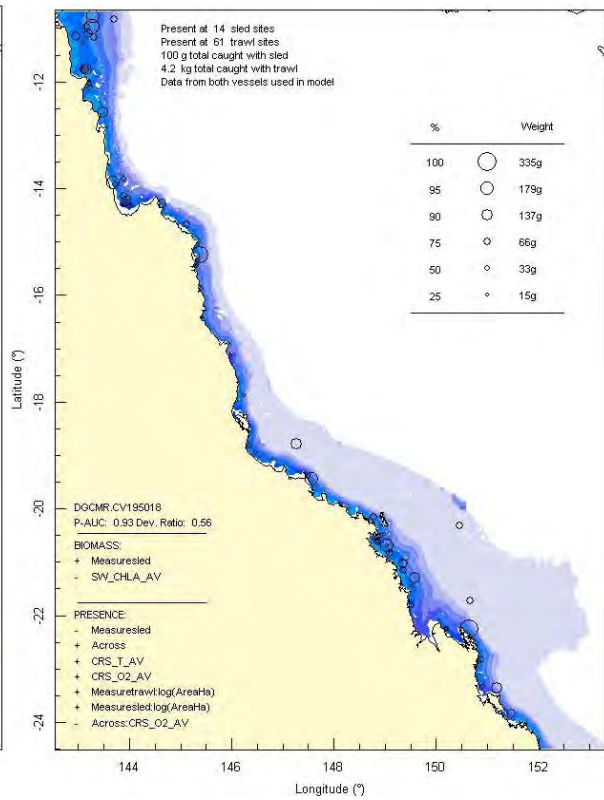 Present at 14 sled sites
Present at 61 trawl sites
100 g total caught with sled
4.2 kg total caught with trawl
Data from both vessels used in model
% Weight
100 335g
95 179g
90 137g
75 66g
50 33g
25 15g
-12
-14
-16
-18
-20
-22
-24
Latitude (°)
DGCMR.CV195018
P-AUC: 0.93 Dev. Ratio: 0.56
BIOMASS:
+ Measuresled
- SW_CHLA_AV
PRESENCE:
- Measuresled
+ Across
+ CRS_T_AV
+ CRS_O2_AV
+ Measuretrawl:log(AreaHa)
+ Measuresled:log(AreaHa)
- Across:CRS_O2_AV
144 146 148 150 152
Longitude (°)